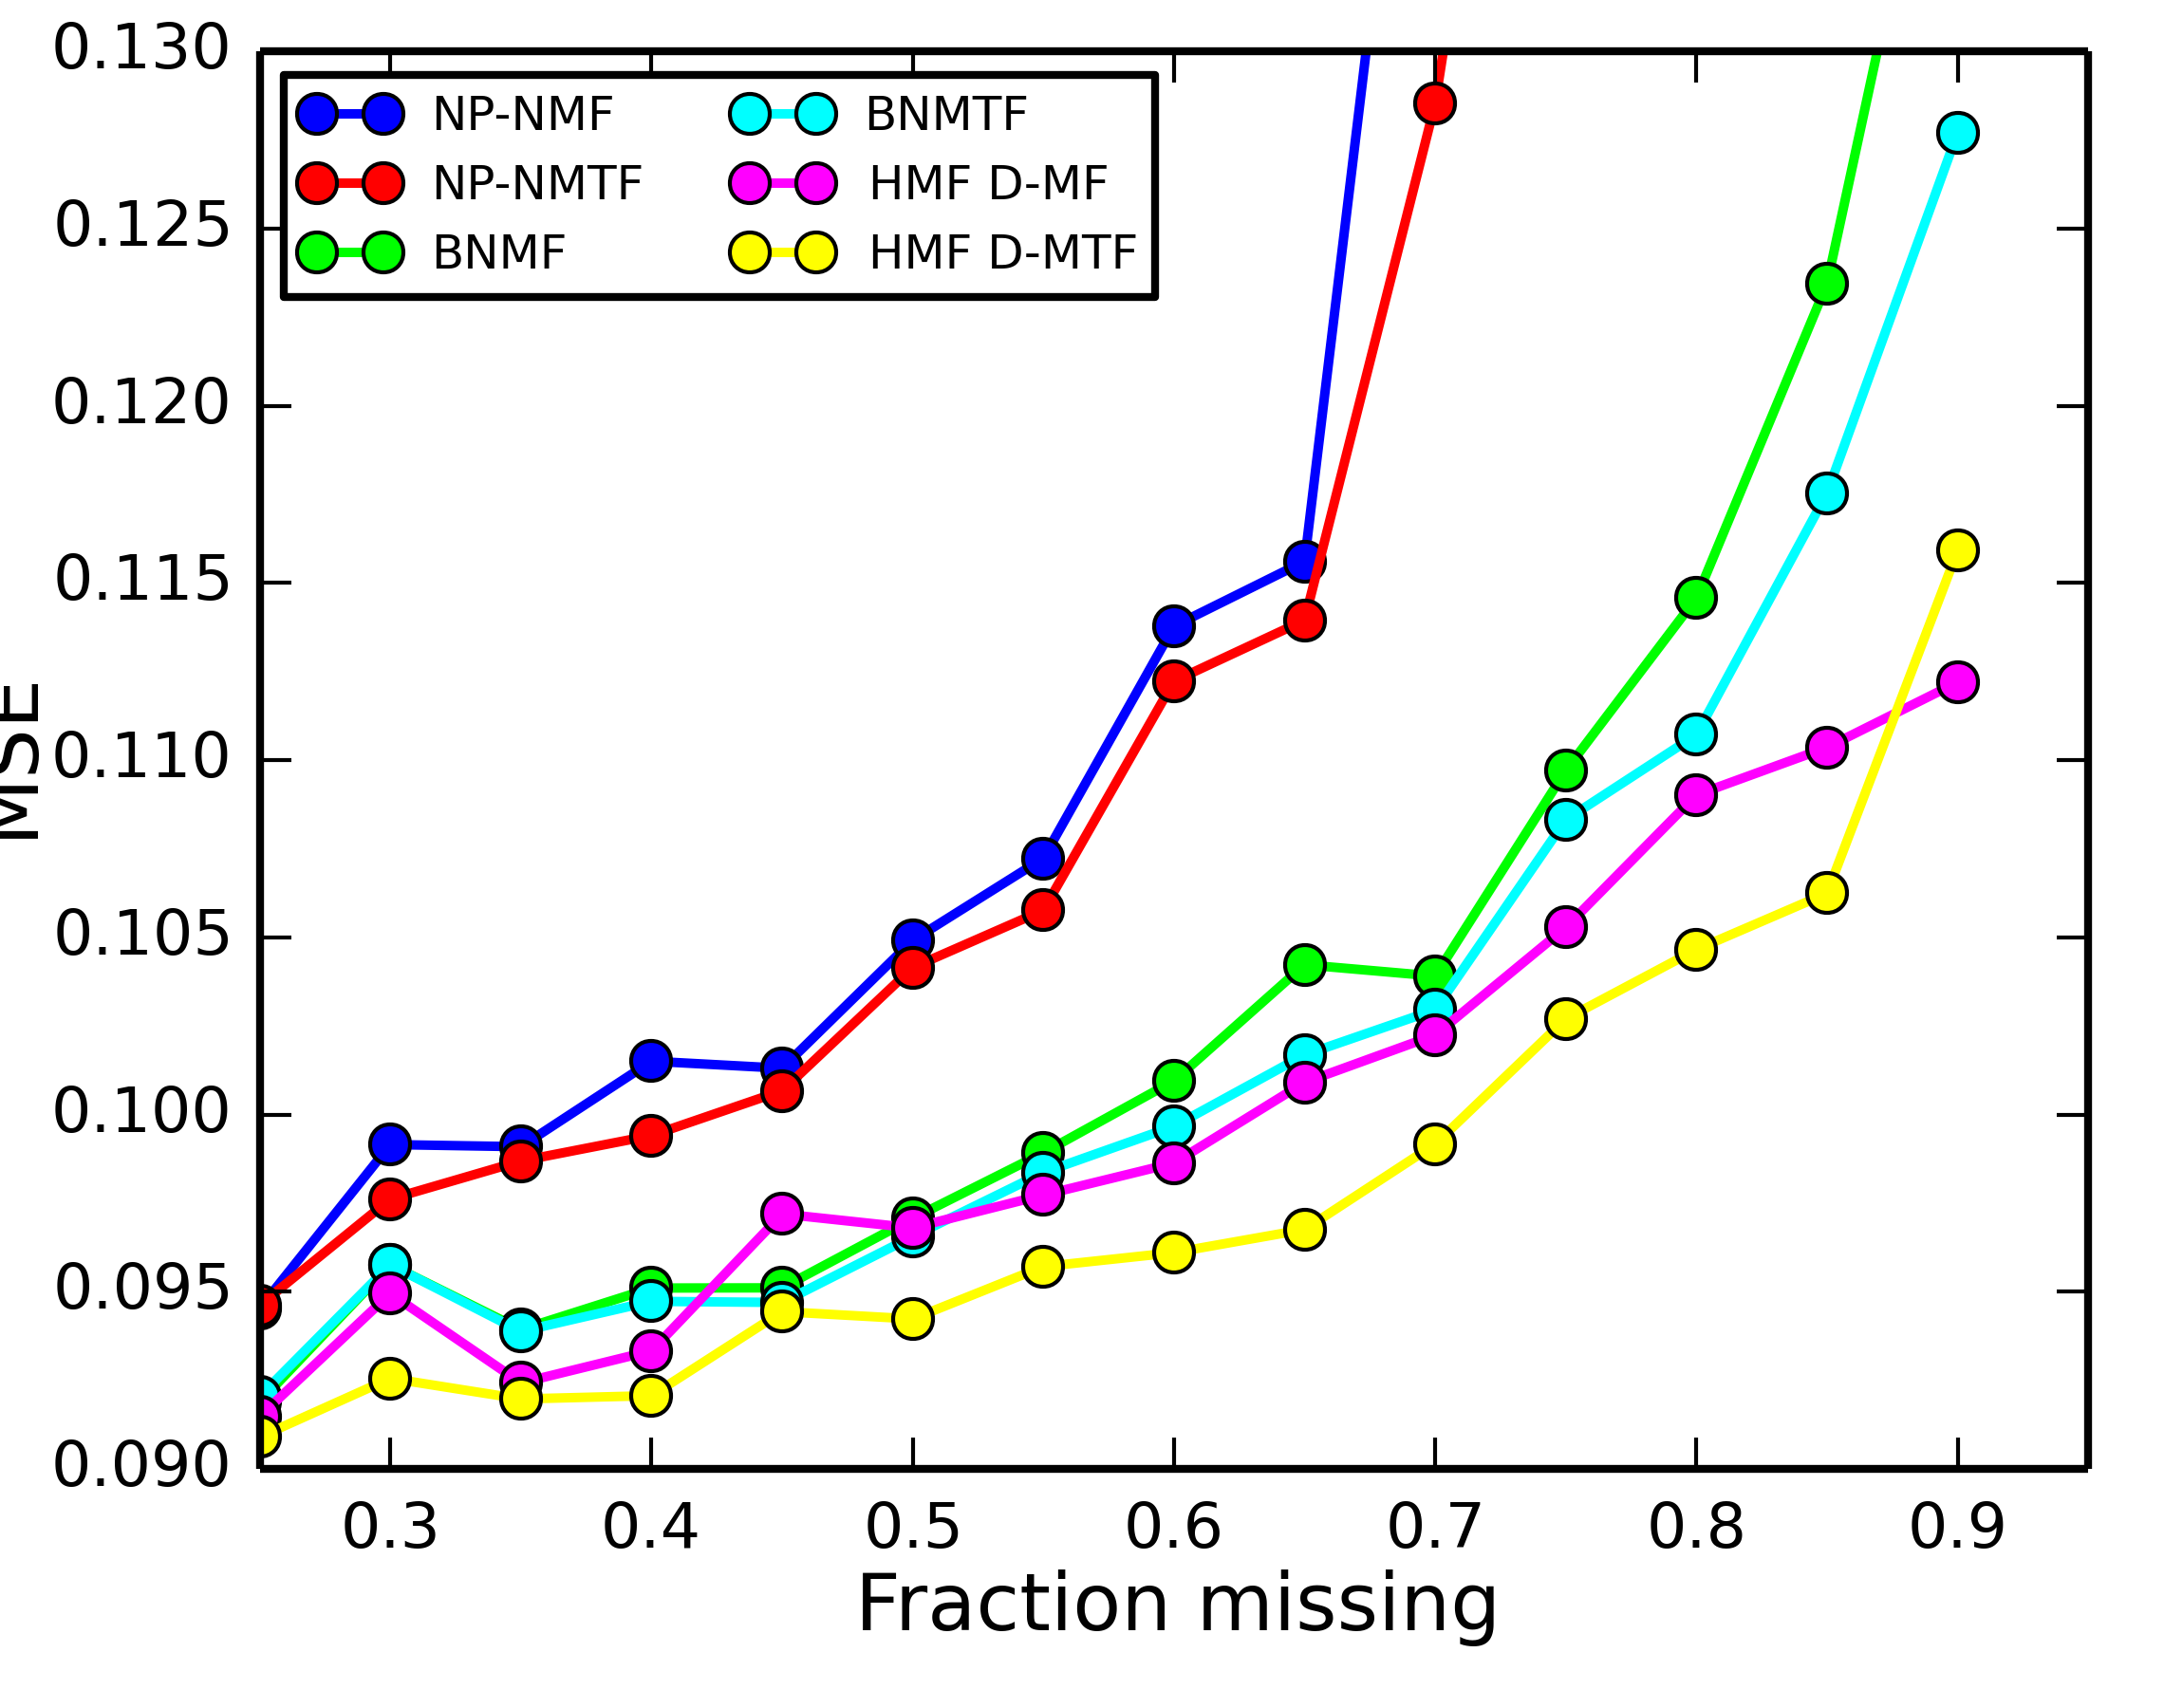 0.130
0.125
0.120
0.115
0.110
0.105
0.100
0.095
0.090
MSE
NP-NMF
NP-NMTF
BNMF
BNMTF
HMF D-MF
HMF D-MTF
0.3 0.4 0.5 0.6 0.7 0.8 0.9
Fraction missing